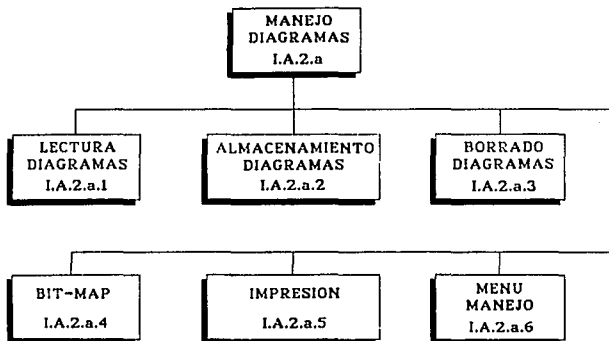 MANEJO
DIAGRAMAS
I.A.2.a
LECTURA
DIAGRAMAS
I.A.2.a.1
ALMACENAMIENTO
DIAGRAMAS
I.A.2.a.2
BORRADO
DIAGRAMAS
I.A.2.a.3
BIT-MAP
I.A.2.a.4
IMPRESION
I.A.2.a.5
MENU
MANEJO
I.A.2.a.6